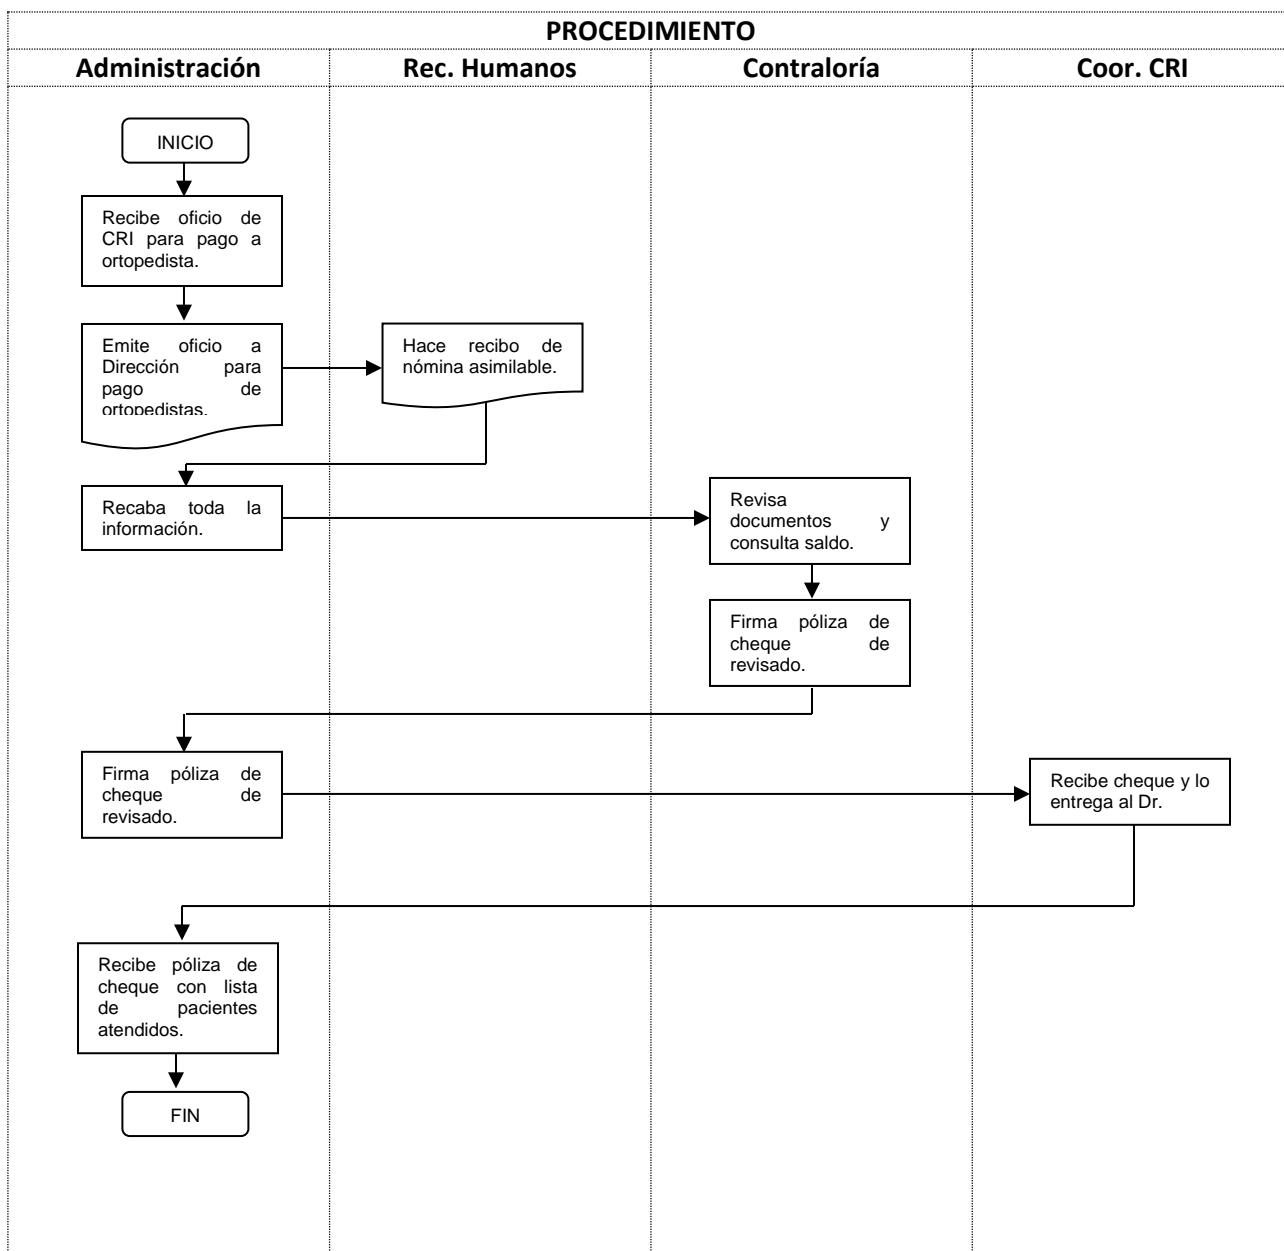 PROCEDIMIENTO
Administración
Rec. Humanos
Contraloría
Coor. CRI
INICIO
Recibe oficio de
CRI para pago a
ortopedista.
Emite oficio a
Dirección para
pago de
ortopedistas.
Hace recibo de
nómina asimilable.
Recaba toda la
información.
Revisa
documentos y
consulta saldo.
Firma póliza de
cheque de
revisado.
Firma póliza de
cheque de
revisado.
Recibe cheque y lo
entrega al Dr.
Recibe póliza de
cheque con lista
de pacientes
atendidos.
FIN